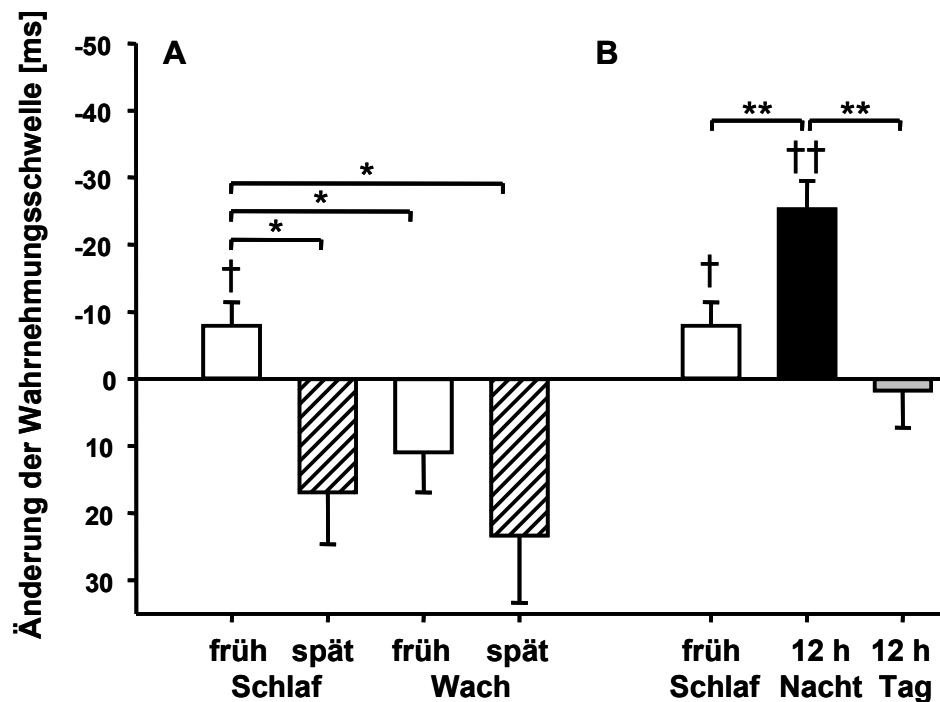 Änderung der Wahrnehmungsschwelle [ms]
-50
-40
-30
-20
-10
0
10
20
30
A
*
*
*
†
B
** **
††
†
früh spät früh spät
Schlaf Wach
früh 12 h 12 h
Schlaf Nacht Tag